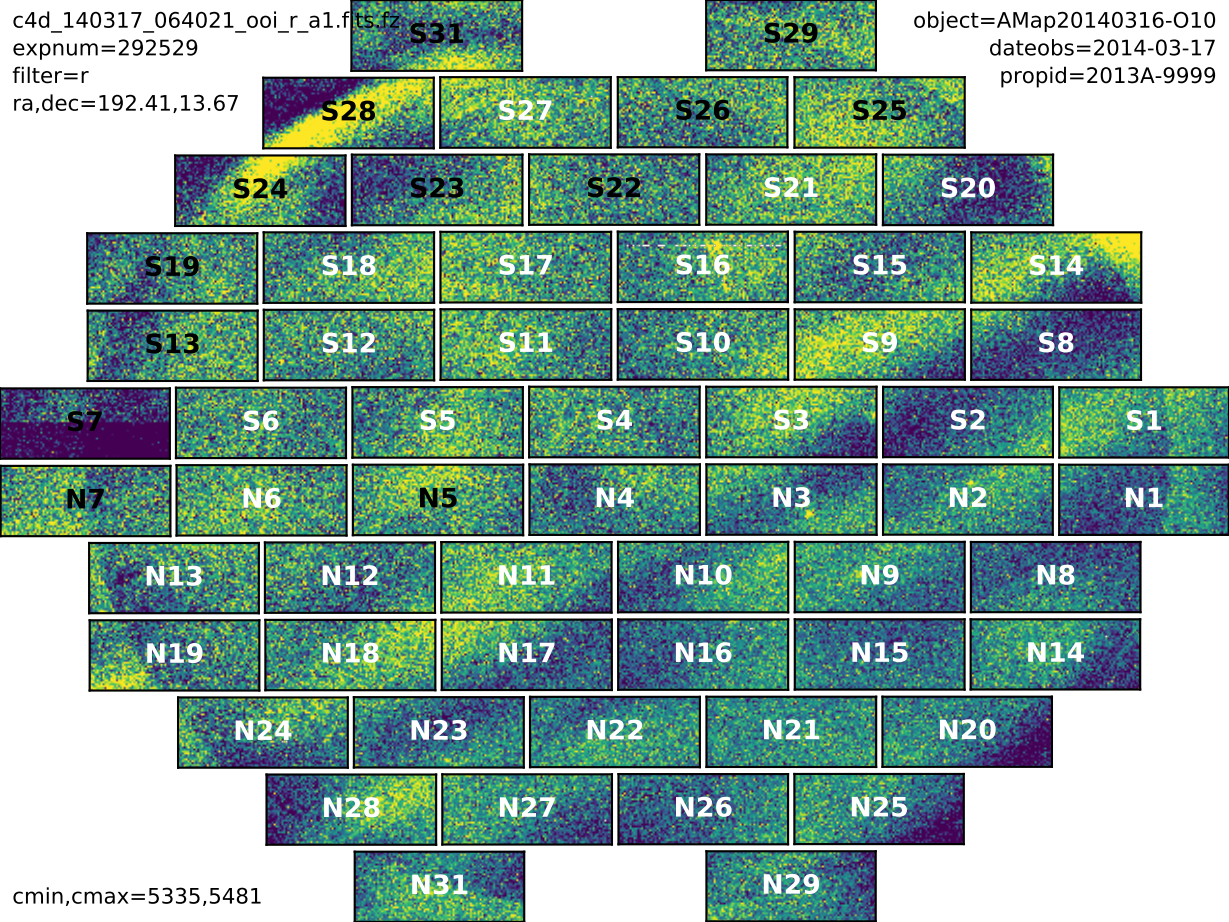 c4d_140317_064021_ooi_r_a1.fits.fz
expnum=292529
filter=r
ra,dec=192.41,13.67
object=AMap20140316-O10
dateobs=2014-03-17
propid=2013A-9999
S31 S29
S28 S27 S26 S25
S24 S23 S22 S21 S20
S19 S18 S17 S16 S15 S14
S13 S12 S11 S10 S9 S8
S7 S6 S5 S4 S3 S2 S1
N7 N6 N5 N4 N3 N2 N1
N13 N12 N11 N10 N9 N8
N19 N18 N17 N16 N15 N14
N24 N23 N22 N21 N20
N28 N27 N26 N25
N31 N29
cmin,cmax=5335,5481